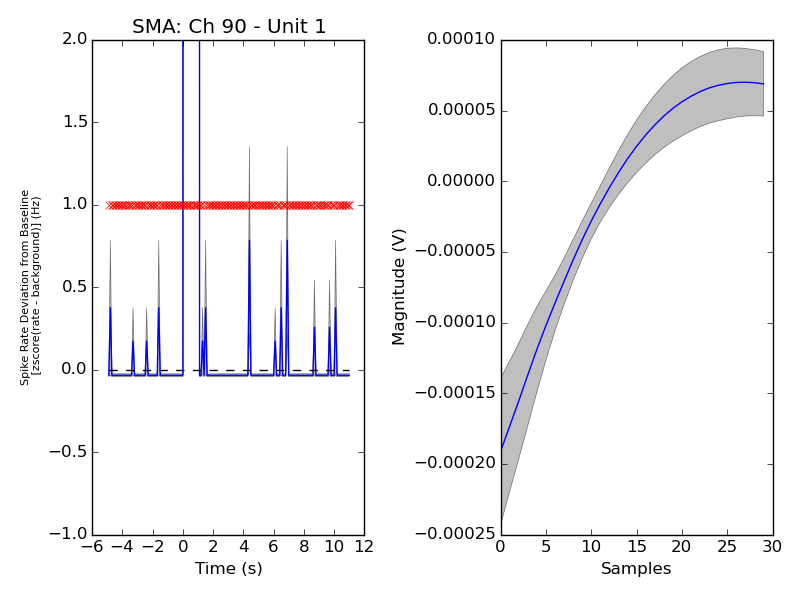 SMA: Ch 90 - Unit 1
2.0
1.5
1.0
0.5
0.0
−0.5
−1.0
−6 −4 −2 0 2 4 6 8 10 12
Time (s)
Spike Rate Deviation from Baseline
[zscore(rate - background)] (Hz)
0.00010
0.00005
0.00000
−0.00005
−0.00010
−0.00015
−0.00020
−0.00025
0 5 10 15 20 25 30
Samples
Magnitude (V)